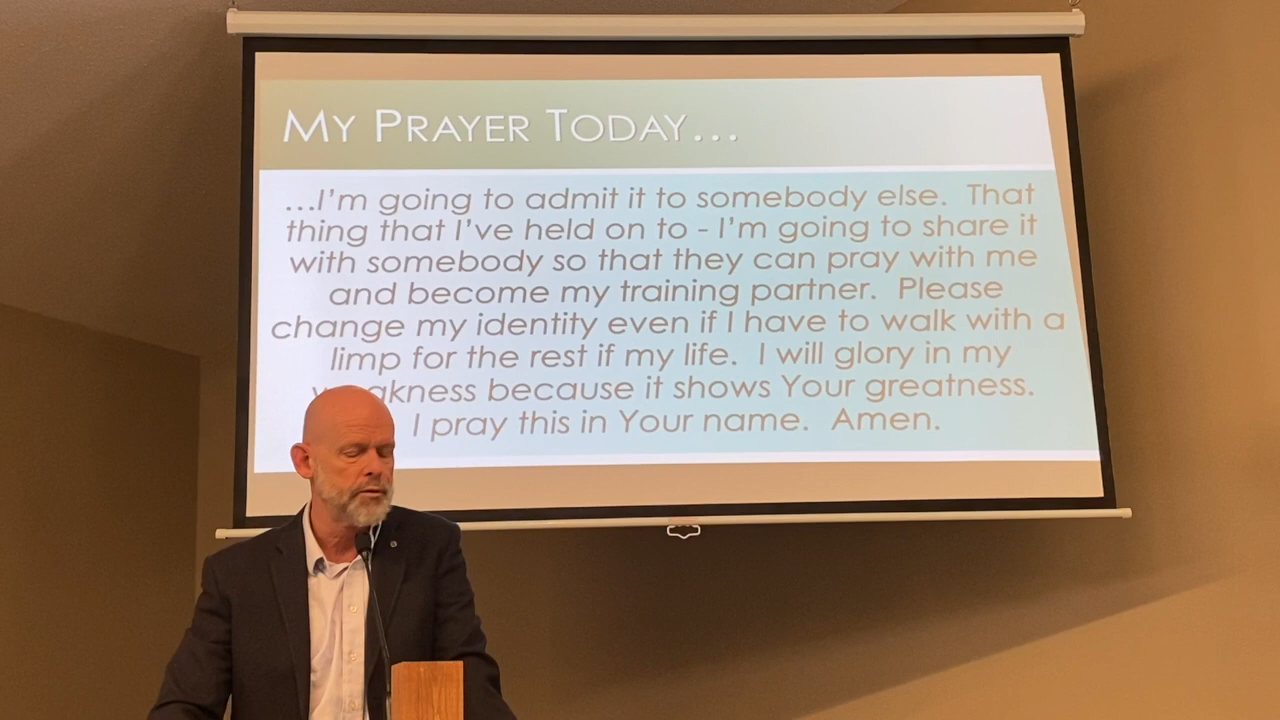 MY PRAYER TODAY...
...I'm going to admit it to somebody else. That
thing that I've held on to - I'm going to share it
with somebody so that they can pray with me
and become my training partner. Please
change my identity even if I have to walk with a
limp for the rest if my life. I will glory in my
because it shows Your greatness.
I pray this in Your name. Amen.